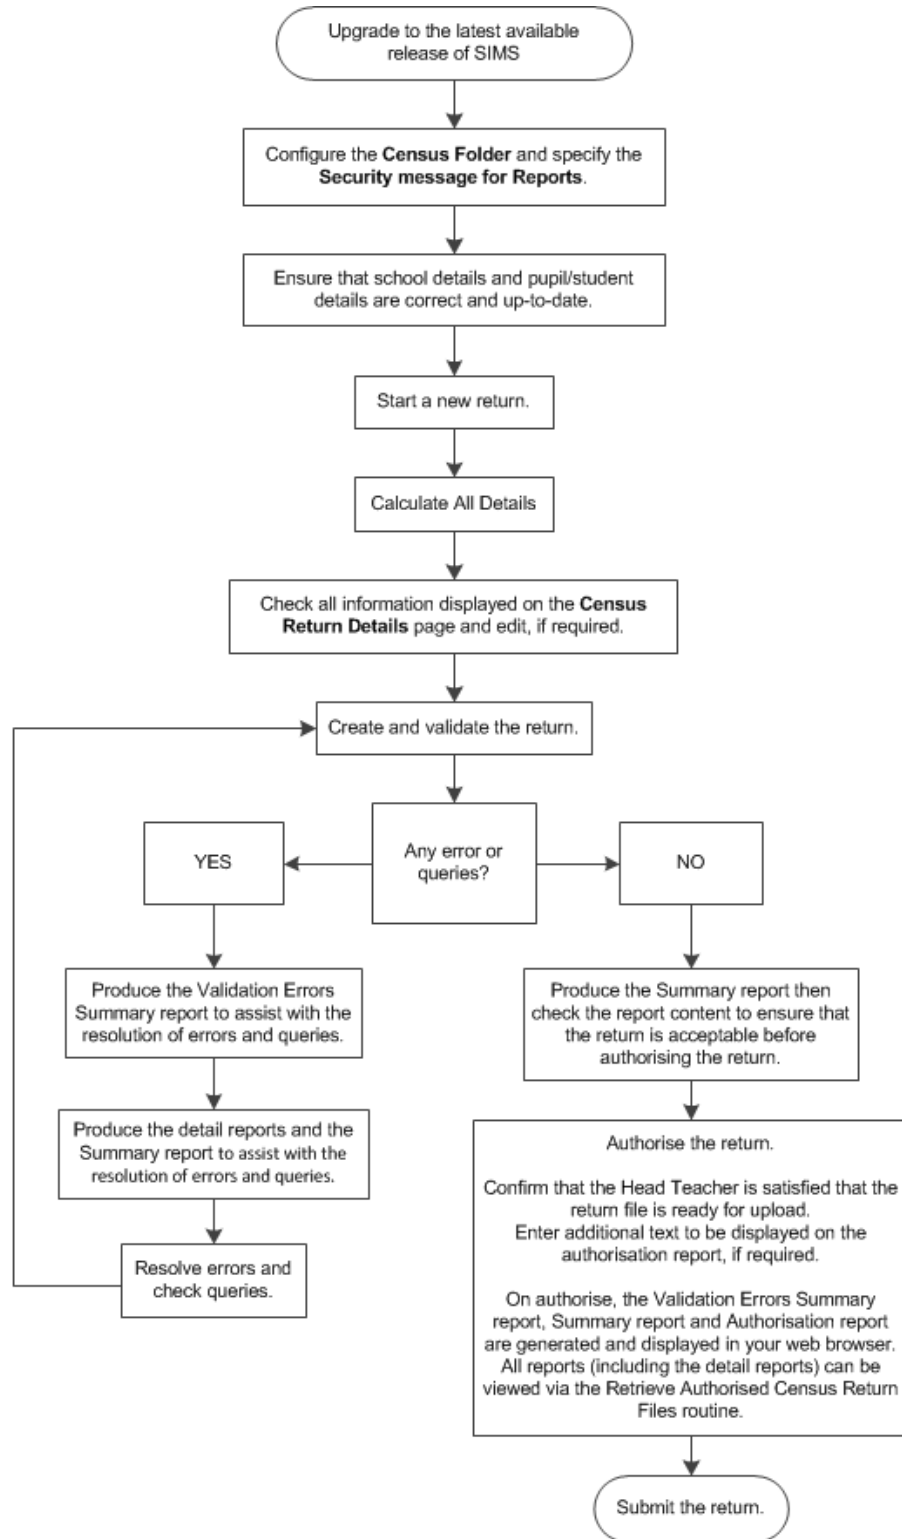 Upgrade to the latest available
release of SIMS
Configure the Census Folder and specify the
Security message for Reports.
Ensure that school details and pupil/student
details are correct and up-to-date.
Start a new return.
Calculate All Details
Check all information displayed on the Census
Return Details page and edit, if required.
Create and validate the return.
Any error or
queries?
YES
NO
Produce the Validation Errors
Summary report to assist with the
resolution of errors and queries.
Produce the detail reports and the
Summary report to assist with the
resolution of errors and queries.
Resolve errors and
check queries.
Produce the Summary report then
check the report content to ensure that
the return is acceptable before
authorising the return.
Authorise the return.
Confirm that the Head Teacher is satisfied that the
return file is ready for upload.
Enter additional text to be displayed on the
authorisation report, if required.
On authorise, the Validation Errors Summary
report, Summary report and Authorisation report
are generated and displayed in your web browser.
All reports (including the detail reports) can be
viewed via the Retrieve Authorised Census Return
Files routine.
Submit the return.